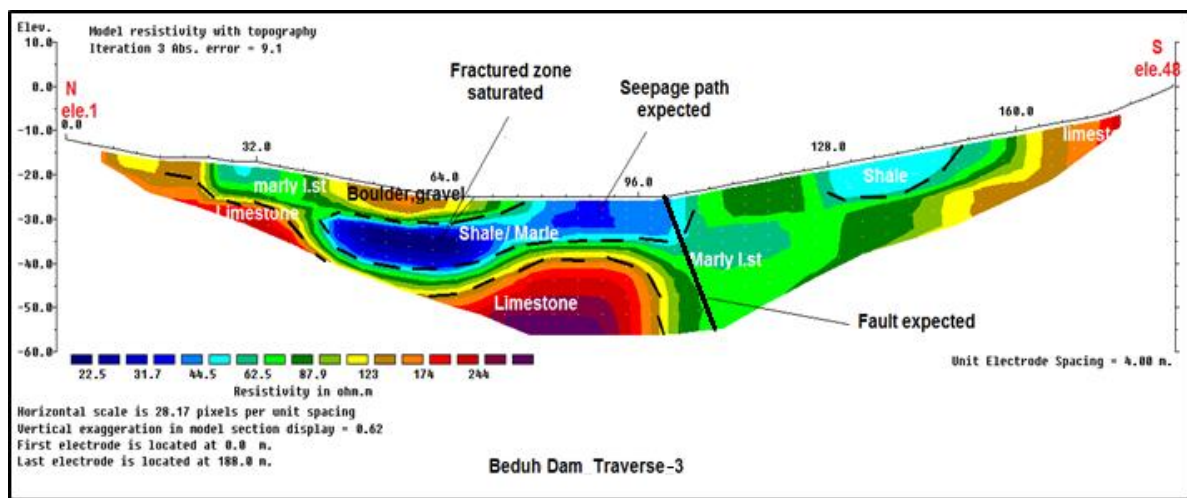 Elev.
Model resistivity with topography
Iteration 3 Abs. error = 9.1
10.0
0.0
-10.0
-20.0
-30.0
-40.0
-50.0
-60.0
N
ele.1
0.0
32.0
64.0
96.0
128.0
160.0
S
ele.48
Fractured zone
saturated
Seepage path
expected
marly l.st
Limestone
Boulder,gravel
Shale/ Marle
Limestone
Marly l.st
Shale
limest
Fault expected
22.5 31.7 44.5 62.5 87.9 123 174 244
Resistivity in ohm.m
Unit Electrode Spacing = 4.00 m.
Horizontal scale is 28.17 pixels per unit spacing
Vertical exaggeration in model section display = 0.62
First electrode is located at 0.0 m.
Last electrode is located at 188.0 m.
Beduh Dam Traverse-3